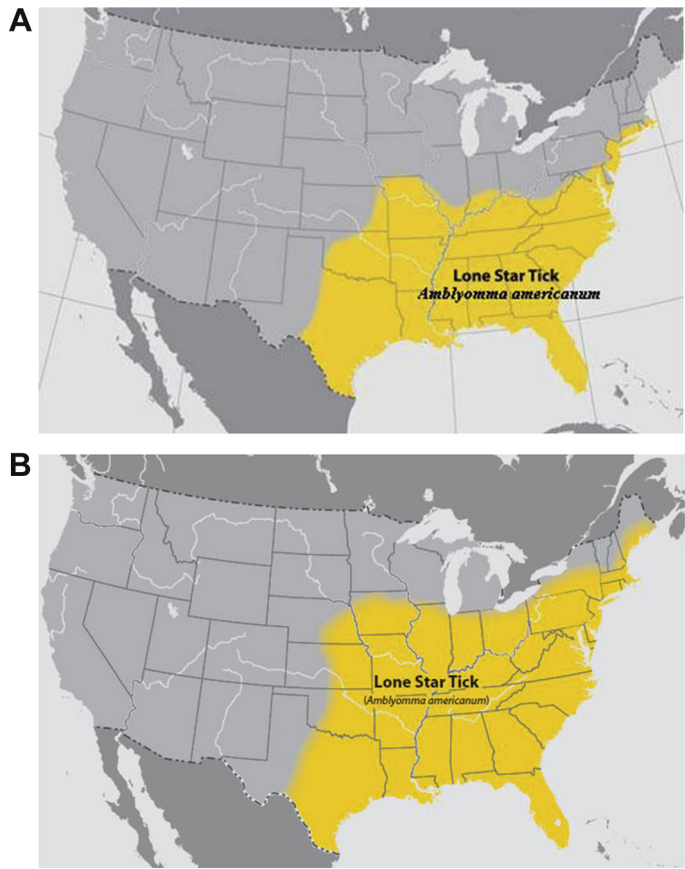 A
Lone Star Tick
Amblyomma americanum
B
Lone Star Tick
(Amblyomma americanum)